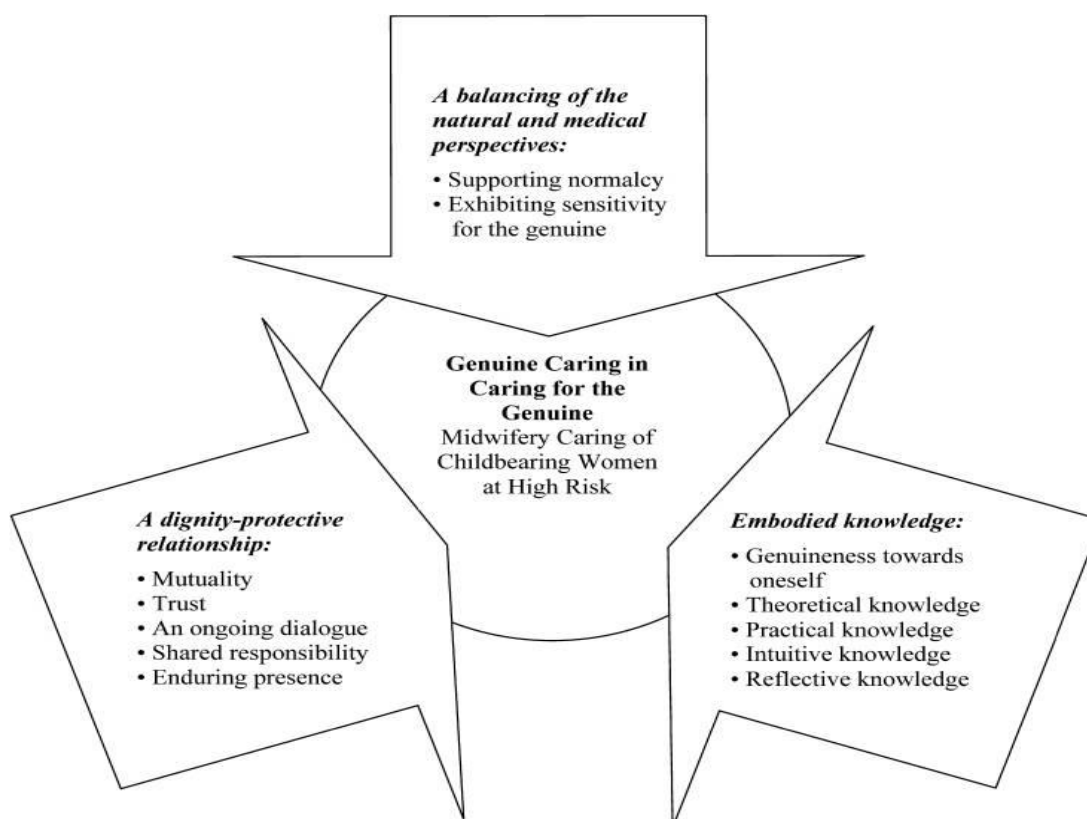 A balancing of the
natural and medical
perspectives:
• Supporting normalcy
• Exhibiting sensitivity
for the genuine
Genuine Caring in
Caring for the
Genuine
Midwifery Caring of
Childbearing Women
at High Risk
A dignity-protective
relationship:
• Mutuality
• Trust
• An ongoing dialogue
• Shared responsibility
• Enduring presence
Embodied knowledge:
• Genuineness towards
oneself
• Theoretical knowledge
• Practical knowledge
• Intuitive knowledge
• Reflective knowledge